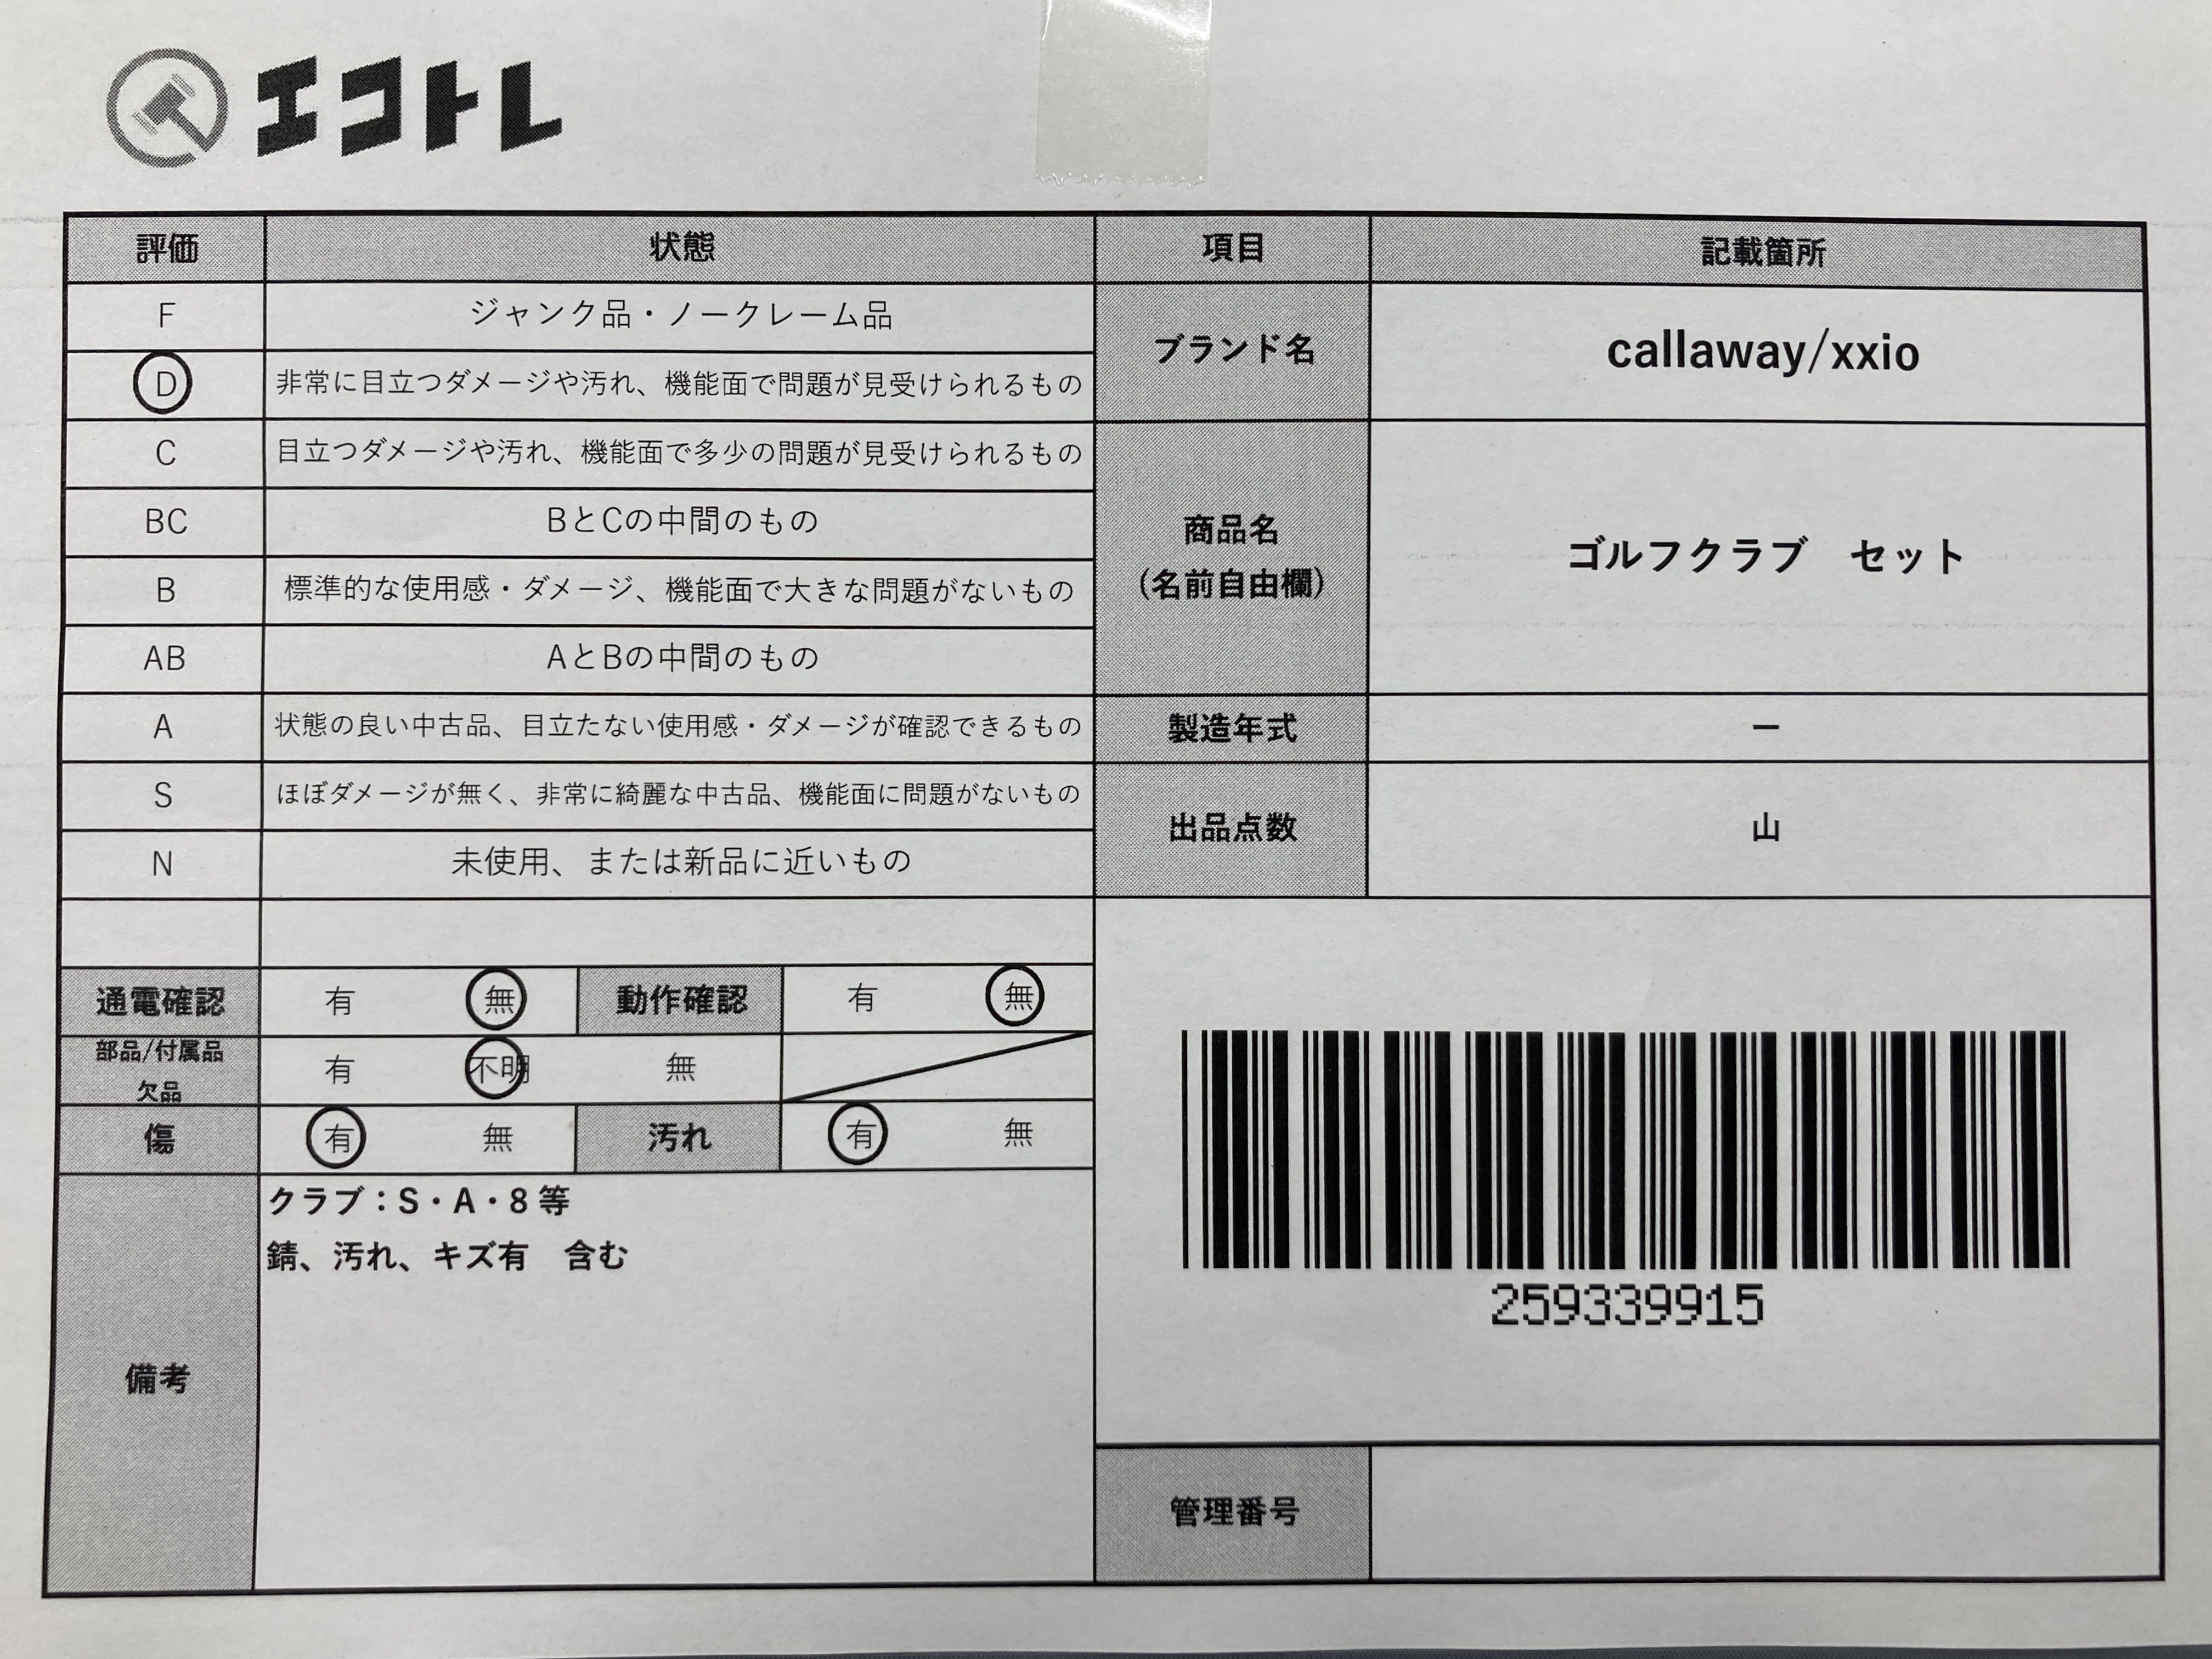 エコトレ
評価 状態 項目 記載箇所
F ジャンク品・ノークレーム品
D 非常に目立つダメージや汚れ、機能面で問題が見受けられるもの
ブランド名 callaway/xxio
C 目立つダメージや汚れ、機能面で多少の問題が見受けられるもの
BC BとCの中間のもの
B 標準的な使用感・ダメージ、機能面で大きな問題がないもの
商品名
(名前自由欄)
ゴルフクラブ セット
AB AとBの中間のもの
A 状態の良い中古品、目立たない使用感・ダメージが確認できるもの
製造年式 ー
S ほぼダメージが無く、非常に綺麗な中古品、機能面に問題がないもの
出品点数 山
N 未使用、または新品に近いもの
通電確認 有 無 動作確認 有 無
部品/付属品
欠品
有 不明 無
傷 有 無 汚れ 有 無
備考
クラブ:S・A・8 等
錆、汚れ、キズ有 含む
259339915
管理番号